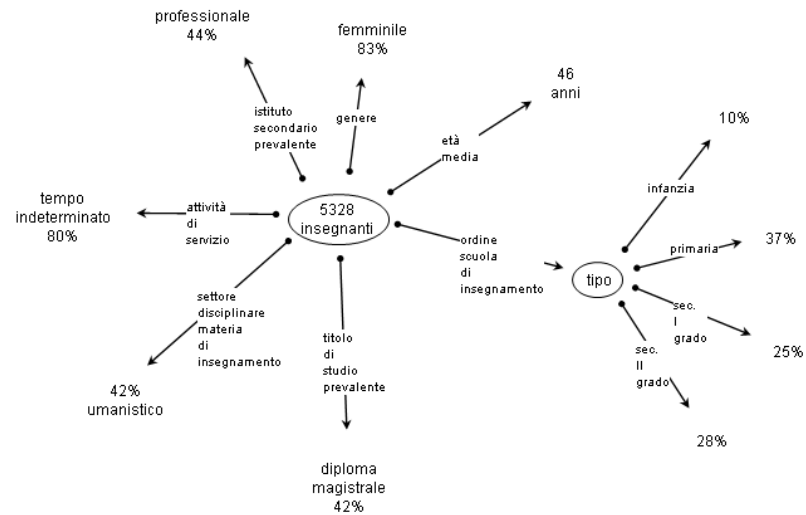 professionale
44%
femminile
83%
46
anni
10%
istituto
secondario
prevalente
genere
età
media
infanzia
tempo
indeterminato
80%
attività
di
servizio
5328
insegnanti
ordine
scuola
di
insegnamento
tipo
primaria
37%
settore
disciplinare
materia
di
insegnamento
titolo
di
studio
prevalente
sec.
I
grado
25%
sec.
II
grado
28%
42%
umanistico
diploma
magistrale
42%